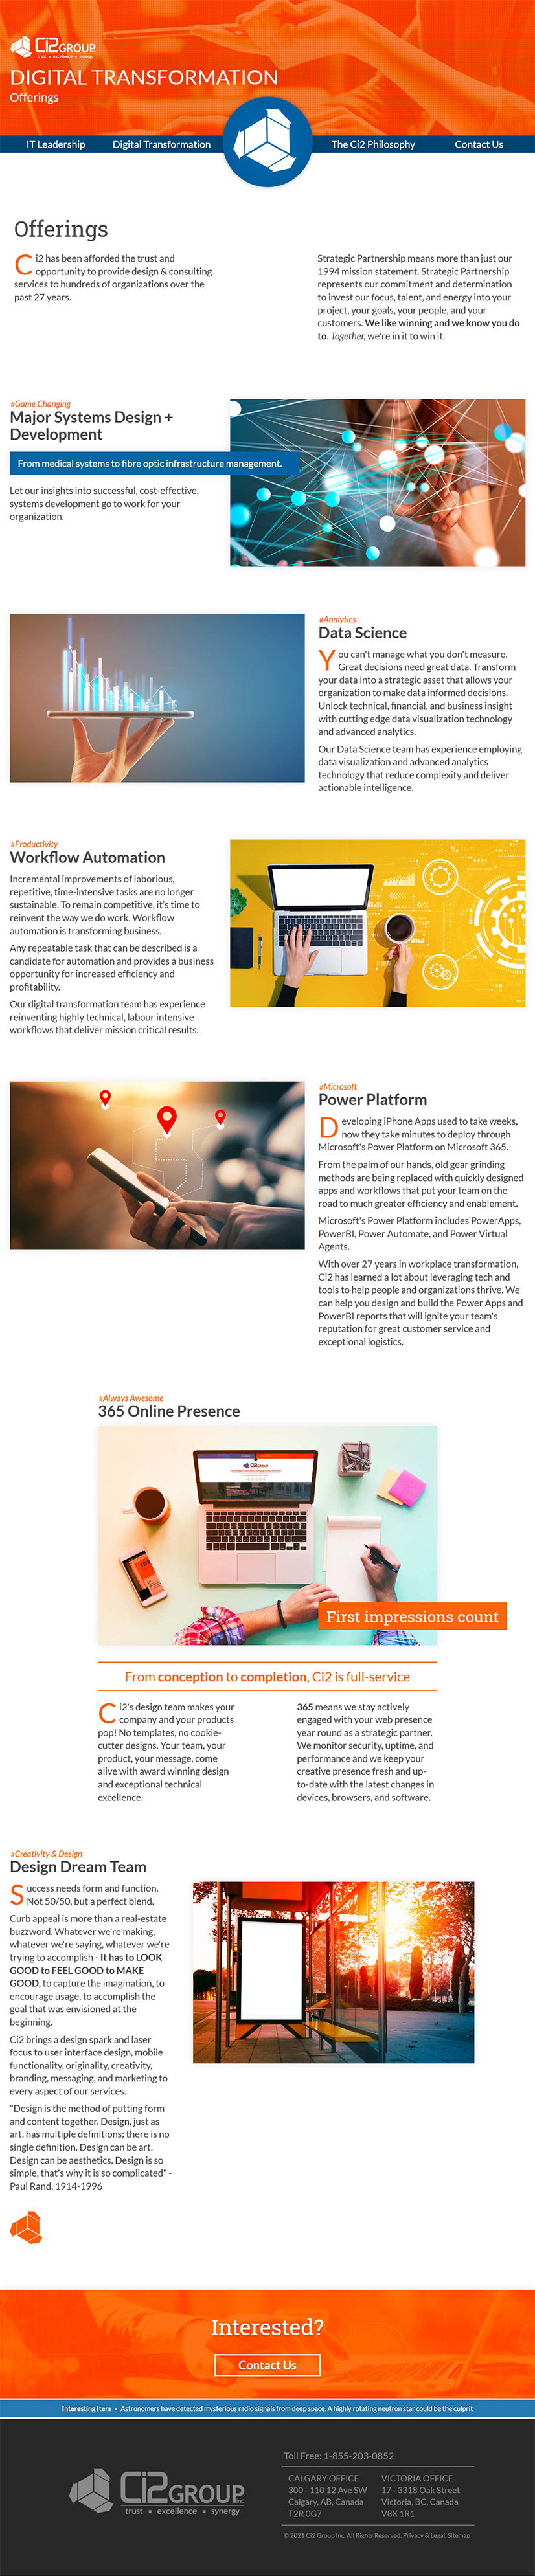 Ci2GROUP
trust • excellence • synergy
DIGITAL TRANSFORMATION
Offerings
IT Leadership
Digital Transformation
The Ci2 Philosophy
Contact Us
Offerings
Ci2 has been afforded the trust and
opportunity to provide design & consulting
services to hundreds of organizations over the
past 27 years.
Strategic Partnership means more than just our
1994 mission statement. Strategic Partnership
represents our commitment and determination
to invest our focus, talent, and energy into your
project, your goals, your people, and your
customers. We like winning and we know you do
to. Together, we're in it to win it.
#Game Changing
Major Systems Design +
Development
From medical systems to fibre optic infrastructure management.
Let our insights into successful, cost-effective,
systems development go to work for your
organization.
#Analytics
Data Science
You can't manage what you don't measure.
Great decisions need great data. Transform
your data into a strategic asset that allows your
organization to make data informed decisions.
Unlock technical, financial, and business insight
with cutting edge data visualization technology
and advanced analytics.
Our Data Science team has experience employing
data visualization and advanced analytics
technology that reduce complexity and deliver
actionable intelligence.
#Productivity
Workflow Automation
Incremental improvements of laborious,
repetitive, time-intensive tasks are no longer
sustainable. To remain competitive, it's time to
reinvent the way we do work. Workflow
automation is transforming business.
Any repeatable task that can be described is a
candidate for automation and provides a business
opportunity for increased efficiency and
profitability.
Our digital transformation team has experience
reinventing highly technical, labour intensive
workflows that deliver mission critical results.
#Microsoft
Power Platform
Developing iPhone Apps used to take weeks,
now they take minutes to deploy through
Microsoft's Power Platform on Microsoft 365.
From the palm of our hands, old gear grinding
methods are being replaced with quickly designed
apps and workflows that put your team on the
road to much greater efficiency and enablement.
Microsoft's Power Platform includes PowerApps,
PowerBI, Power Automate, and Power Virtual
Agents.
With over 27 years in workplace transformation,
Ci2 has learned a lot about leveraging tech and
tools to help people and organizations thrive. We
can help you design and build the Power Apps and
PowerBI reports that will ignite your team's
reputation for great customer service and
exceptional logistics.
#Always Awesome
365 Online Presence
Ci2GROUP
First impressions count
From conception to completion, Ci2 is full-service
Ci2's design team makes your
company and your products
pop! No templates, no cookie-
cutter designs. Your team, your
product, your message, come
alive with award winning design
and exceptional technical
excellence.
365 means we stay actively
engaged with your web presence
year round as a strategic partner.
We monitor security, uptime, and
performance and we keep your
creative presence fresh and up-
to-date with the latest changes in
devices, browsers, and software.
#Creativity & Design
Design Dream Team
Success needs form and function.
Not 50/50, but a perfect blend.
Curb appeal is more than a real-estate
buzzword. Whatever we're making,
whatever we're saying, whatever we're
trying to accomplish - It has to LOOK
GOOD to FEEL GOOD to MAKE
GOOD, to capture the imagination, to
encourage usage, to accomplish the
goal that was envisioned at the
beginning.
Ci2 brings a design spark and laser
focus to user interface design, mobile
functionality, originality, creativity,
branding, messaging, and marketing to
every aspect of our services.
"Design is the method of putting form
and content together. Design, just as
art, has multiple definitions; there is no
single definition. Design can be art.
Design can be aesthetics. Design is so
simple, that's why it is so complicated" -
Paul Rand, 1914-1996
Interested?
Contact Us
Interesting Item • Astronomers have detected mysterious radio signals from deep space. A highly rotating neutron star could be the culprit
Ci2GROUP INC
trust • excellence • synergy
Toll Free: 1-855-203-0852
CALGARY OFFICE
300 - 110 12 Ave SW
Calgary, AB, Canada
T2R 0G7
VICTORIA OFFICE
17 - 3318 Oak Street
Victoria, BC, Canada
V8X 1R1
© 2021 Ci2 Group Inc. All Rights Reserved. Privacy & Legal. Sitemap